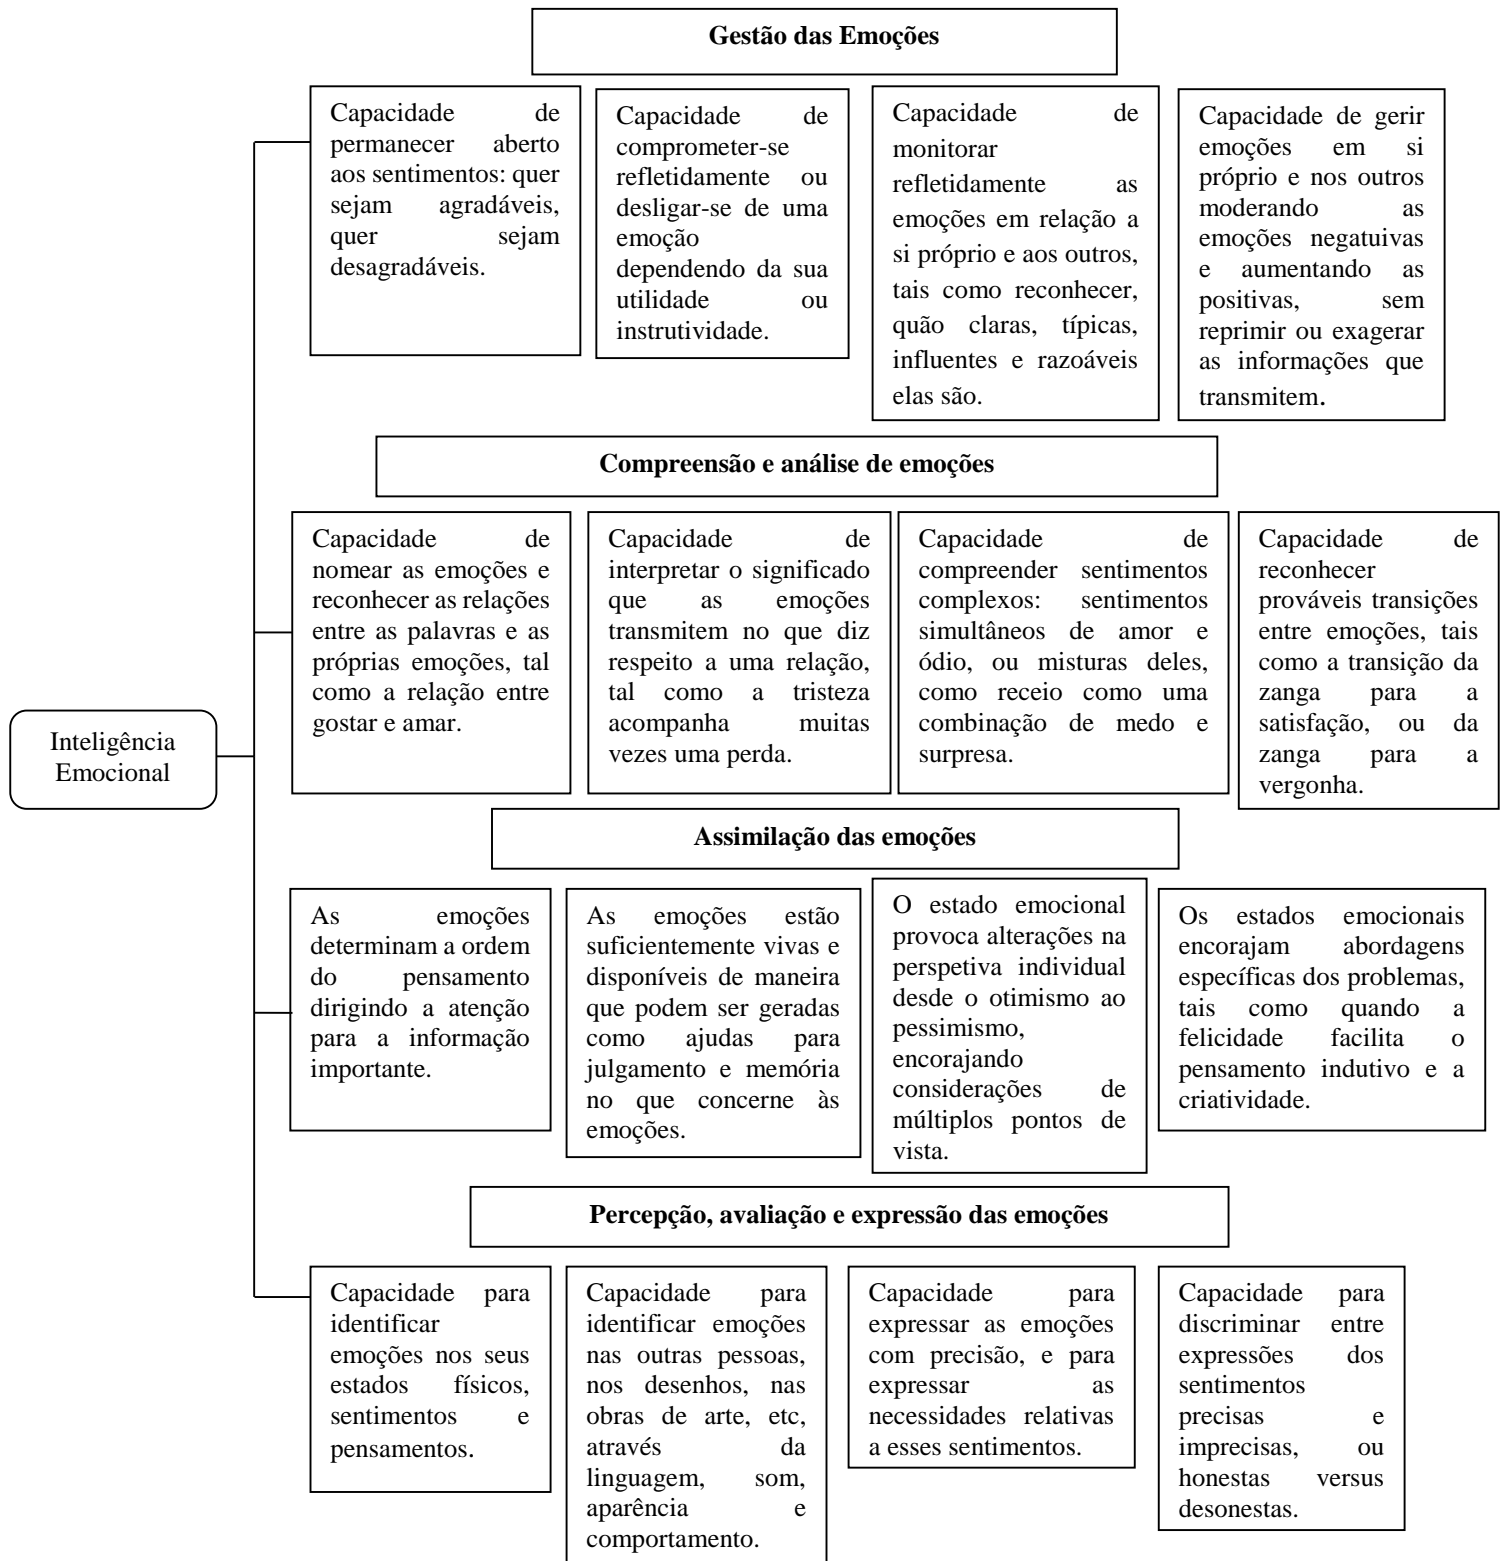 Gestão das Emoções
Capacidade de
permanecer aberto
aos sentimentos: quer
sejam agradáveis,
quer sejam
desagradáveis.
Capacidade de
comprometer-se
refletidamente ou
desligar-se de uma
emoção
dependendo da sua
utilidade ou
instrutividade.
Capacidade de
monitorar
refletidamente as
emoções em relação a
si próprio e aos outros,
tais como reconhecer,
quão claras, típicas,
influentes e razoáveis
elas são.
Capacidade de gerir
emoções em si
próprio e nos outros
moderando as
emoções negatuivas
e aumentando as
positivas, sem
reprimir ou exagerar
as informações que
transmitem.
Compreensão e análise de emoções
Capacidade de
nomear as emoções e
reconhecer as relações
entre as palavras e as
próprias emoções, tal
como a relação entre
gostar e amar.
Capacidade de
interpretar o significado
que as emoções
transmitem no que diz
respeito a uma relação,
tal como a tristeza
acompanha muitas
vezes uma perda.
Capacidade de
compreender sentimentos
complexos: sentimentos
simultâneos de amor e
ódio, ou misturas deles,
como receio como uma
combinação de medo e
surpresa.
Capacidade de
reconhecer
prováveis transições
entre emoções, tais
como a transição da
zanga para a
satisfação, ou da
zanga para a
vergonha.
Inteligência
Emocional
Assimilação das emoções
As emoções
determinam a ordem
do pensamento
dirigindo a atenção
para a informação
importante.
As emoções estão
suficientemente vivas e
disponíveis de maneira
que podem ser geradas
como ajudas para
julgamento e memória
no que concerne às
emoções.
O estado emocional
provoca alterações na
perspetiva individual
desde o otimismo ao
pessimismo,
encorajando
considerações de
múltiplos pontos de
vista.
Os estados emocionais
encorajam abordagens
específicas dos problemas,
tais como quando a
felicidade facilita o
pensamento indutivo e a
criatividade.
Percepção, avaliação e expressão das emoções
Capacidade para
identificar
emoções nos seus
estados físicos,
sentimentos e
pensamentos.
Capacidade para
identificar emoções
nas outras pessoas,
nos desenhos, nas
obras de arte, etc,
através da
linguagem, som,
aparência e
comportamento.
Capacidade para
expressar as emoções
com precisão, e para
expressar as
necessidades relativas
a esses sentimentos.
Capacidade para
discriminar entre
expressões dos
sentimentos
precisas e
imprecisas, ou
honestas versus
desonestas.